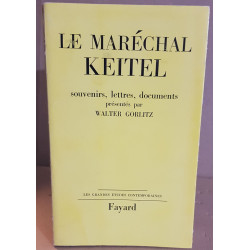 LE MARÉCHAL
KEITEL
souvenirs, lettres, documents
présentés par
WALTER GORLITZ
LES GRANDES ÉTUDES CONTEMPORAINES
Fayard